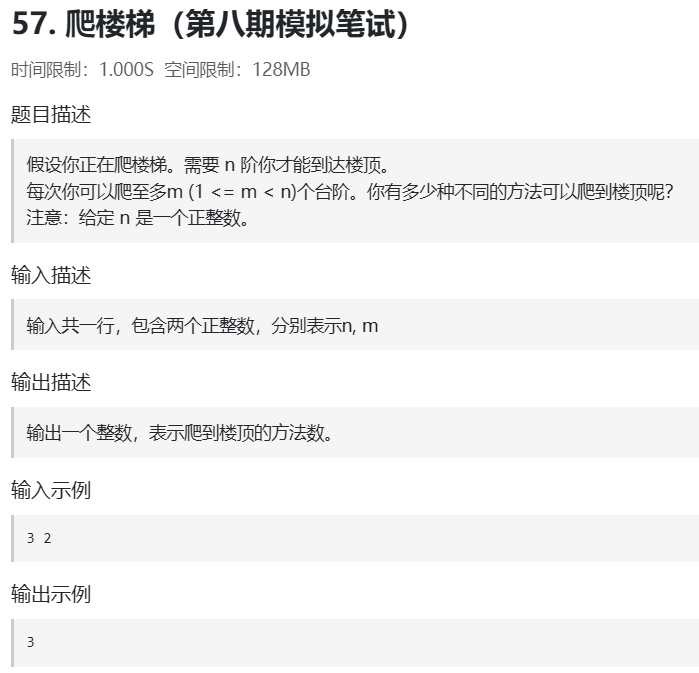 57. 爬楼梯（第八期模拟笔试）
时间限制：1.000S 空间限制：128MB
题目描述
假设你正在爬楼梯。需要 n 阶你才能到达楼顶。
每次你可以爬至多m (1 <= m < n)个台阶。你有多少种不同的方法可以爬到楼顶呢？
注意：给定 n 是一个正整数。
输入描述
输入共一行，包含两个正整数，分别表示n, m
输出描述
输出一个整数，表示爬到楼顶的方法数。
输入示例
3 2
输出示例
3